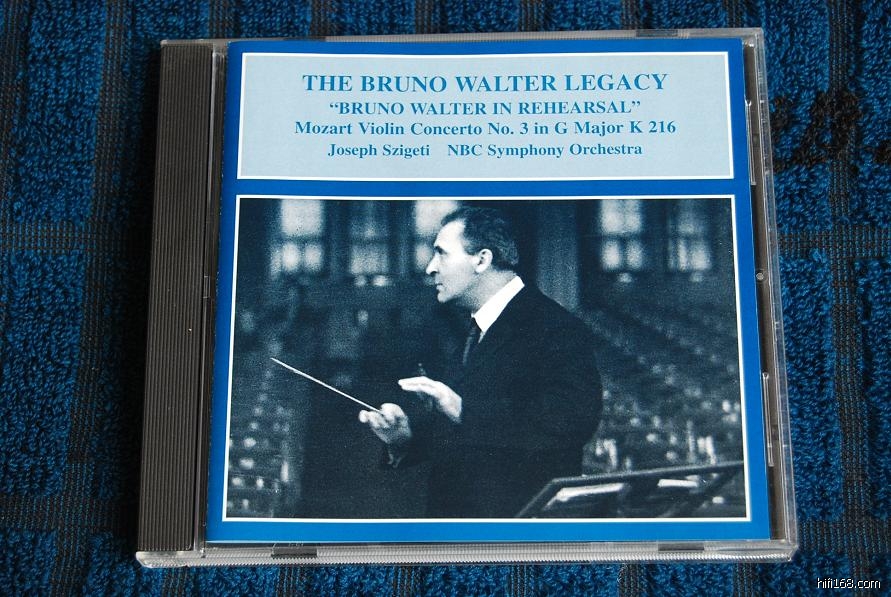 THE BRUNO WALTER LEGACY
“BRUNO WALTER IN REHEARSAL”
Mozart Violin Concerto No. 3 in G Major K 216
Joseph Szigeti NBC Symphony Orchestra
hifi168.com